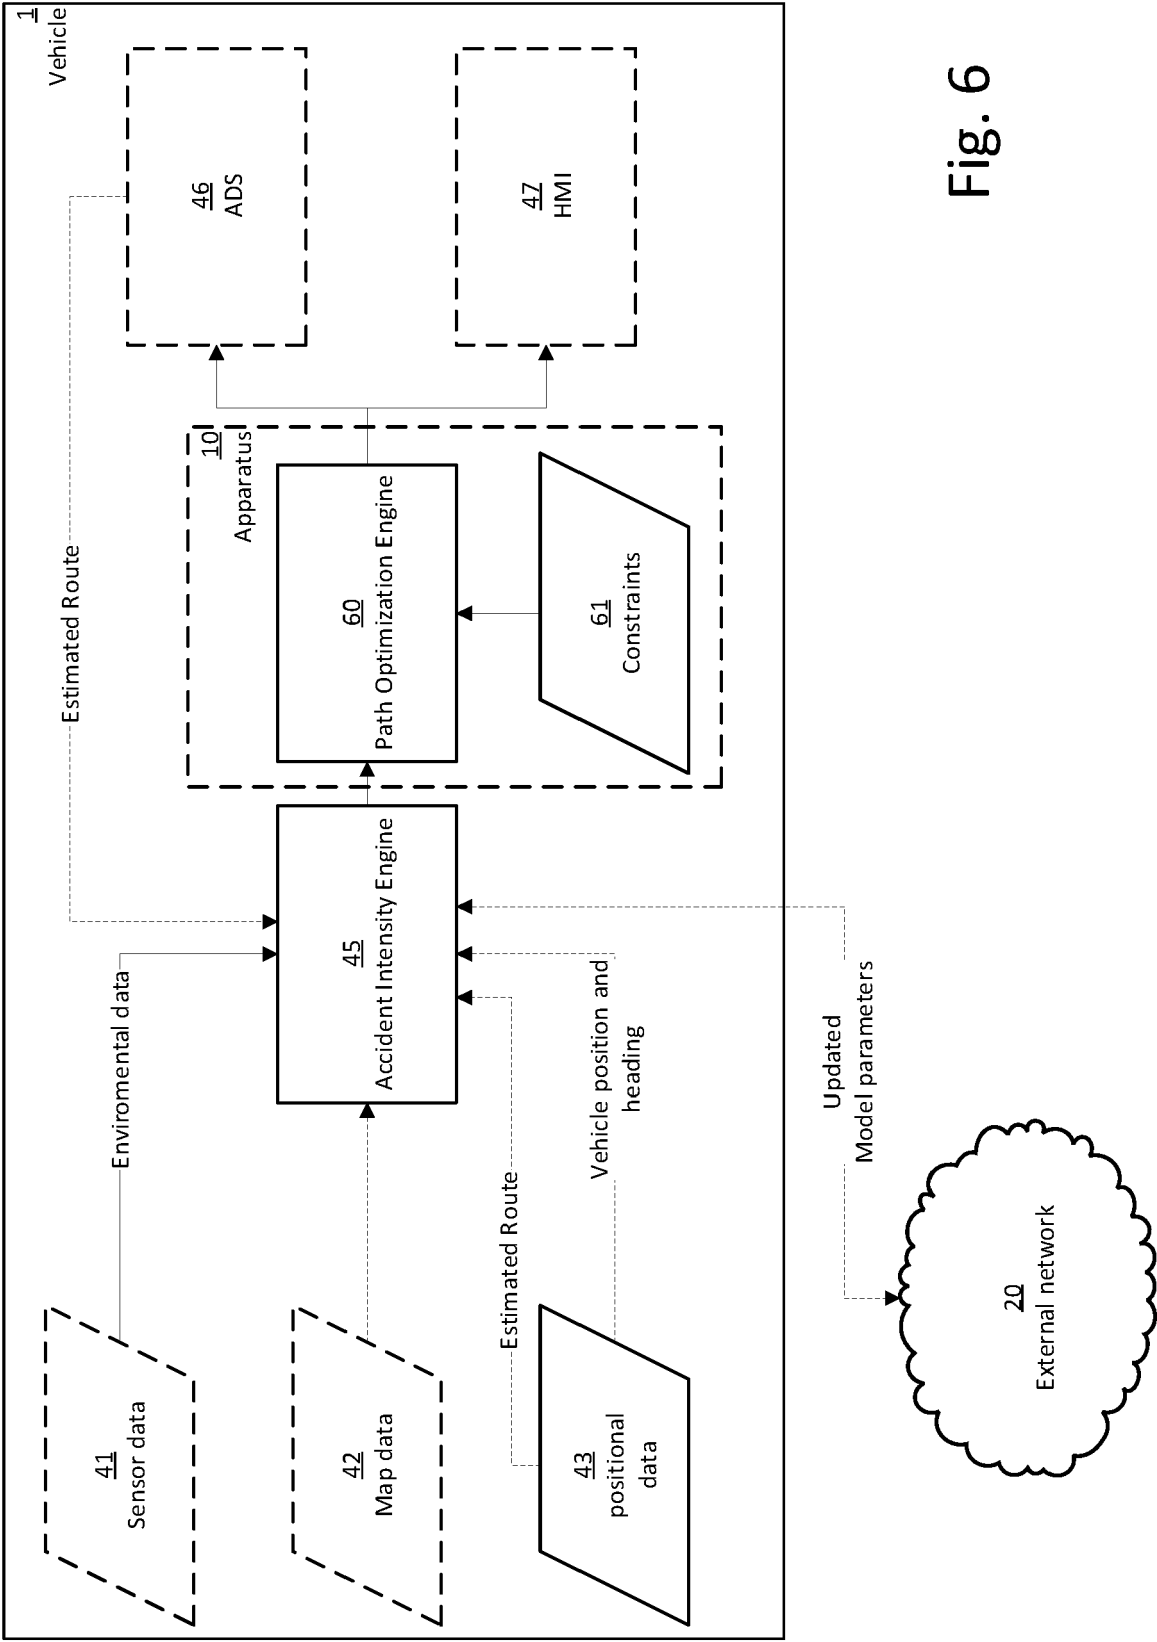 1
Vehicle
Estimated Route
41
Sensor data
Enviromental data
10
Apparatus
46
ADS
42
Map data
45
Accident Intensity Engine
60
Path Optimization Engine
Estimated Route
43
positional
data
Vehicle position and
heading
61
Constraints
47
HMI
Updated
Model parameters
20
External network
Fig. 6